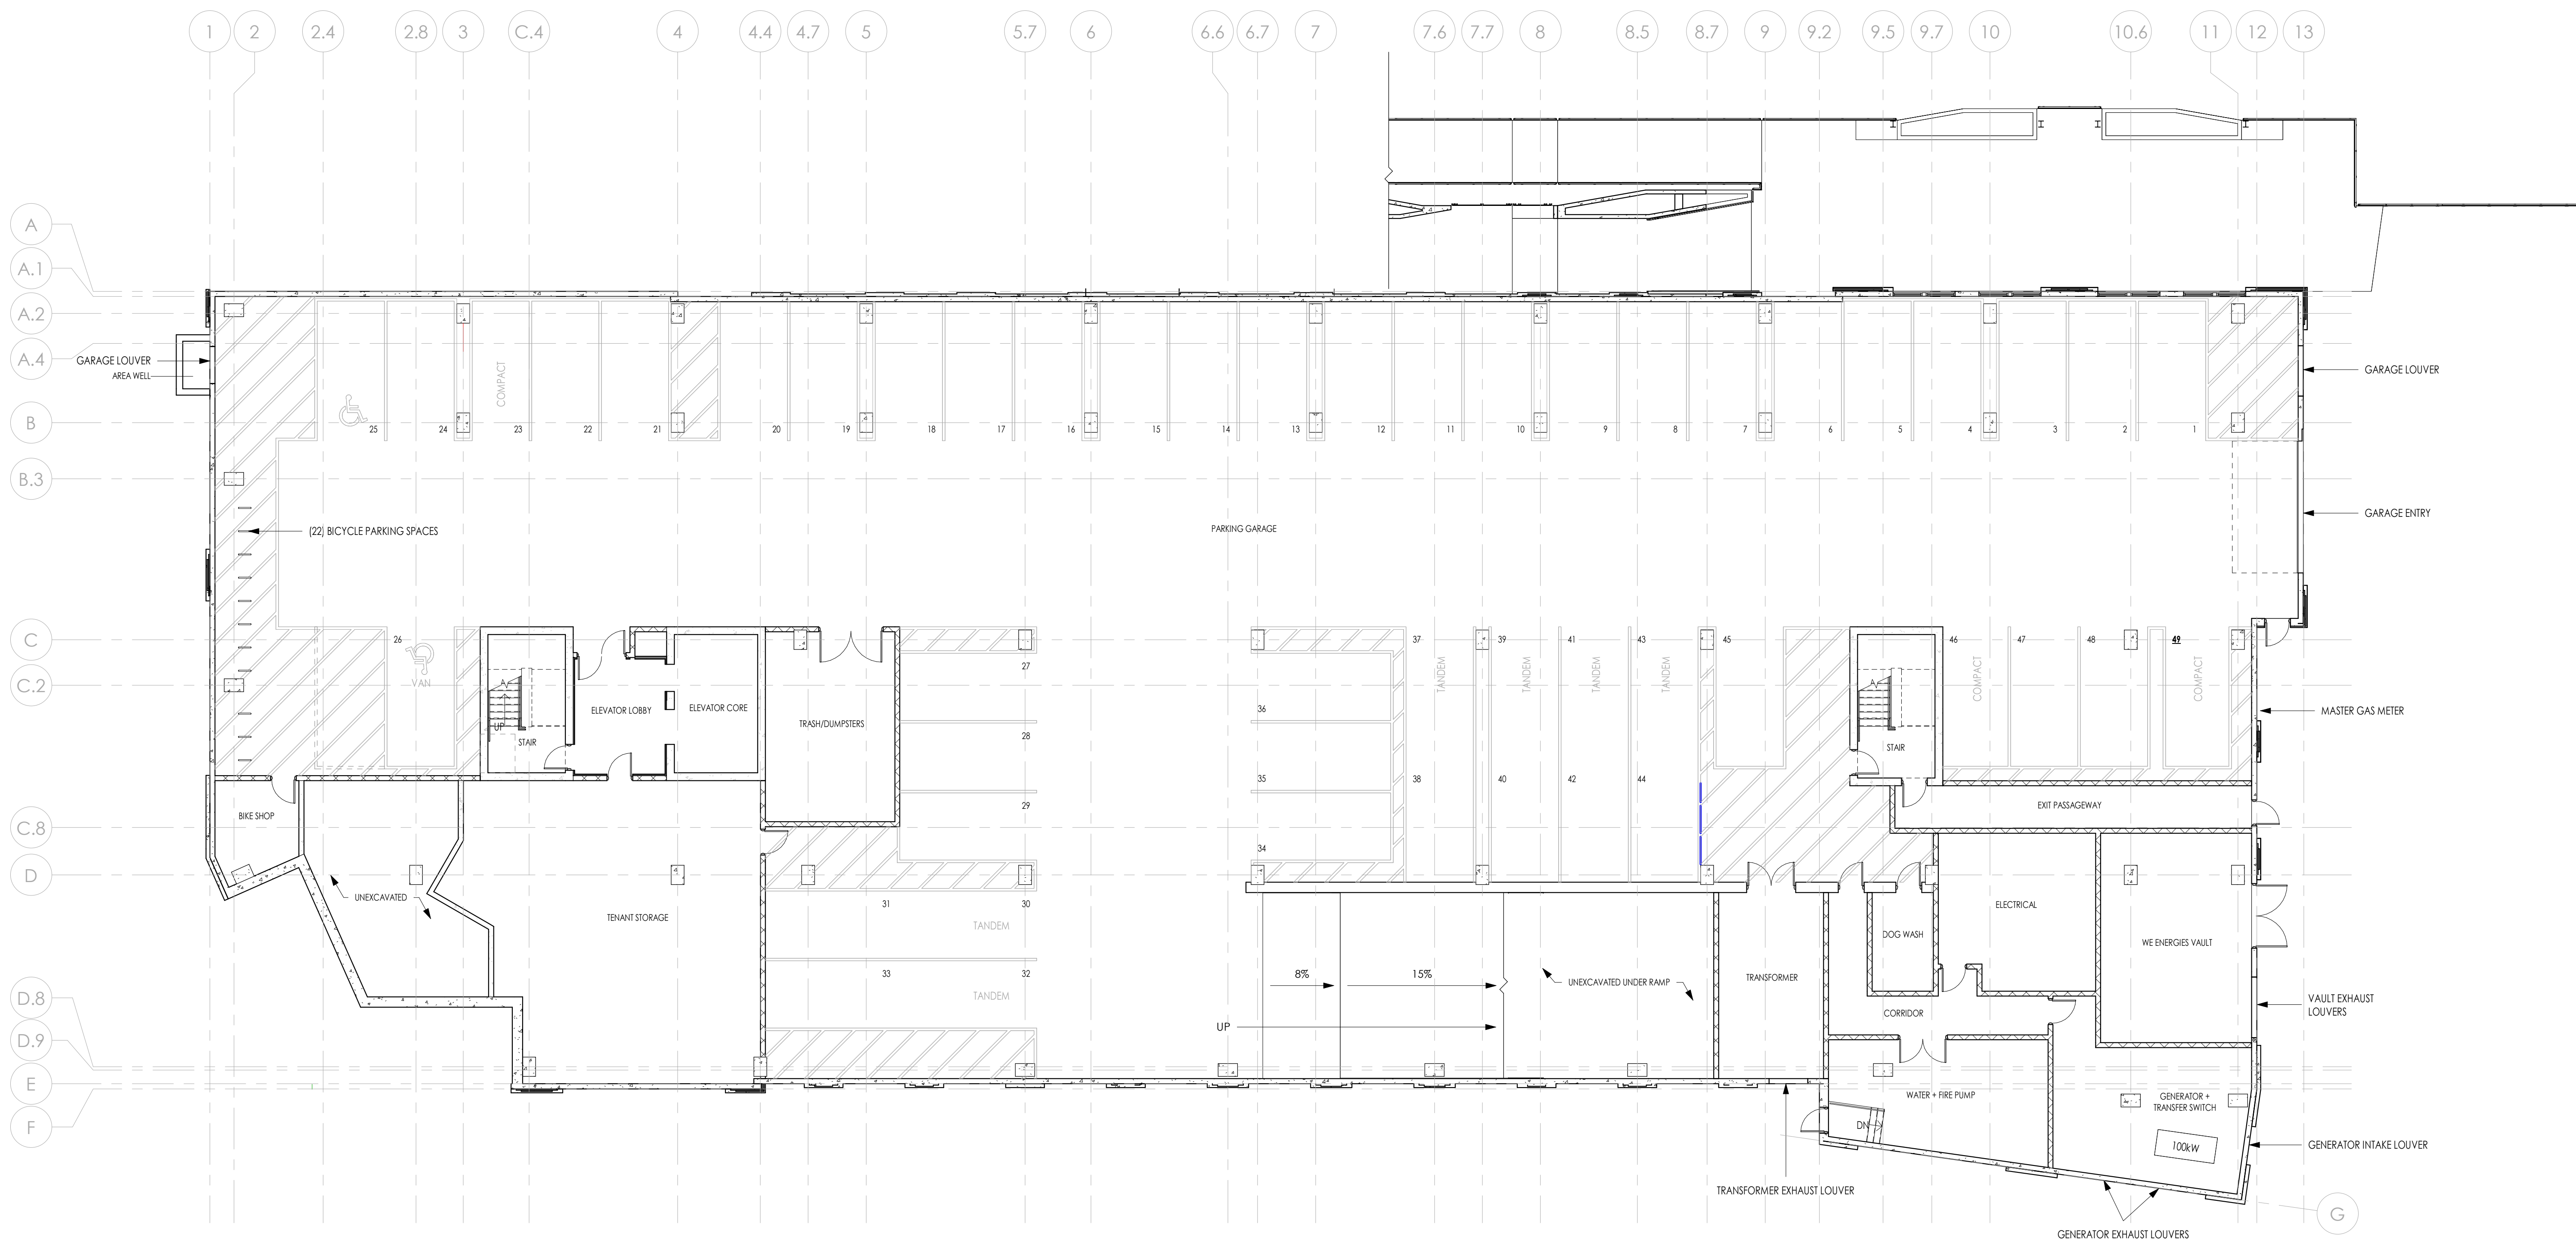 1 2 2.4 2.8 3 C.4 4 4.4 4.7 5 5.7 6 6.6 6.7 7 7.6 7.7 8 8.5 8.7 9 9.2 9.5 9.7 10 10.6 11 12 13
A
A.1
A.2
A.4
B
B.3
C
C.2
C.8
D
D.8
D.9
E
F
G
GARAGE LOUVER
AREA WELL
COMPACT
25 24 23 22 21 20 19 18 17 16 15 14 13 12 11 10 9 8 7 6 5 4 3 2 1
GARAGE LOUVER
(22) BICYCLE PARKING SPACES
PARKING GARAGE
GARAGE ENTRY
26
VAN
UP
STAIR
ELEVATOR LOBBY
ELEVATOR CORE
TRASH/DUMPSTERS
27
28
29
36
35
34
37 39 41 43 45
TANDEM TANDEM TANDEM TANDEM
38 40 42 44
STAIR
46 47 48 49
COMPACT COMPACT
MASTER GAS METER
BIKE SHOP
UNEXCAVATED
TENANT STORAGE
31 30
TANDEM
33 32
TANDEM
8% 15%
UP
UNEXCAVATED UNDER RAMP
TRANSFORMER
EXIT PASSAGEWAY
ELECTRICAL
DOG WASH
WE ENERGIES VAULT
CORRIDOR
VAULT EXHAUST
LOUVERS
WATER + FIRE PUMP
DN
GENERATOR +
TRANSFER SWITCH
100kW
GENERATOR INTAKE LOUVER
TRANSFORMER EXHAUST LOUVER
GENERATOR EXHAUST LOUVERS